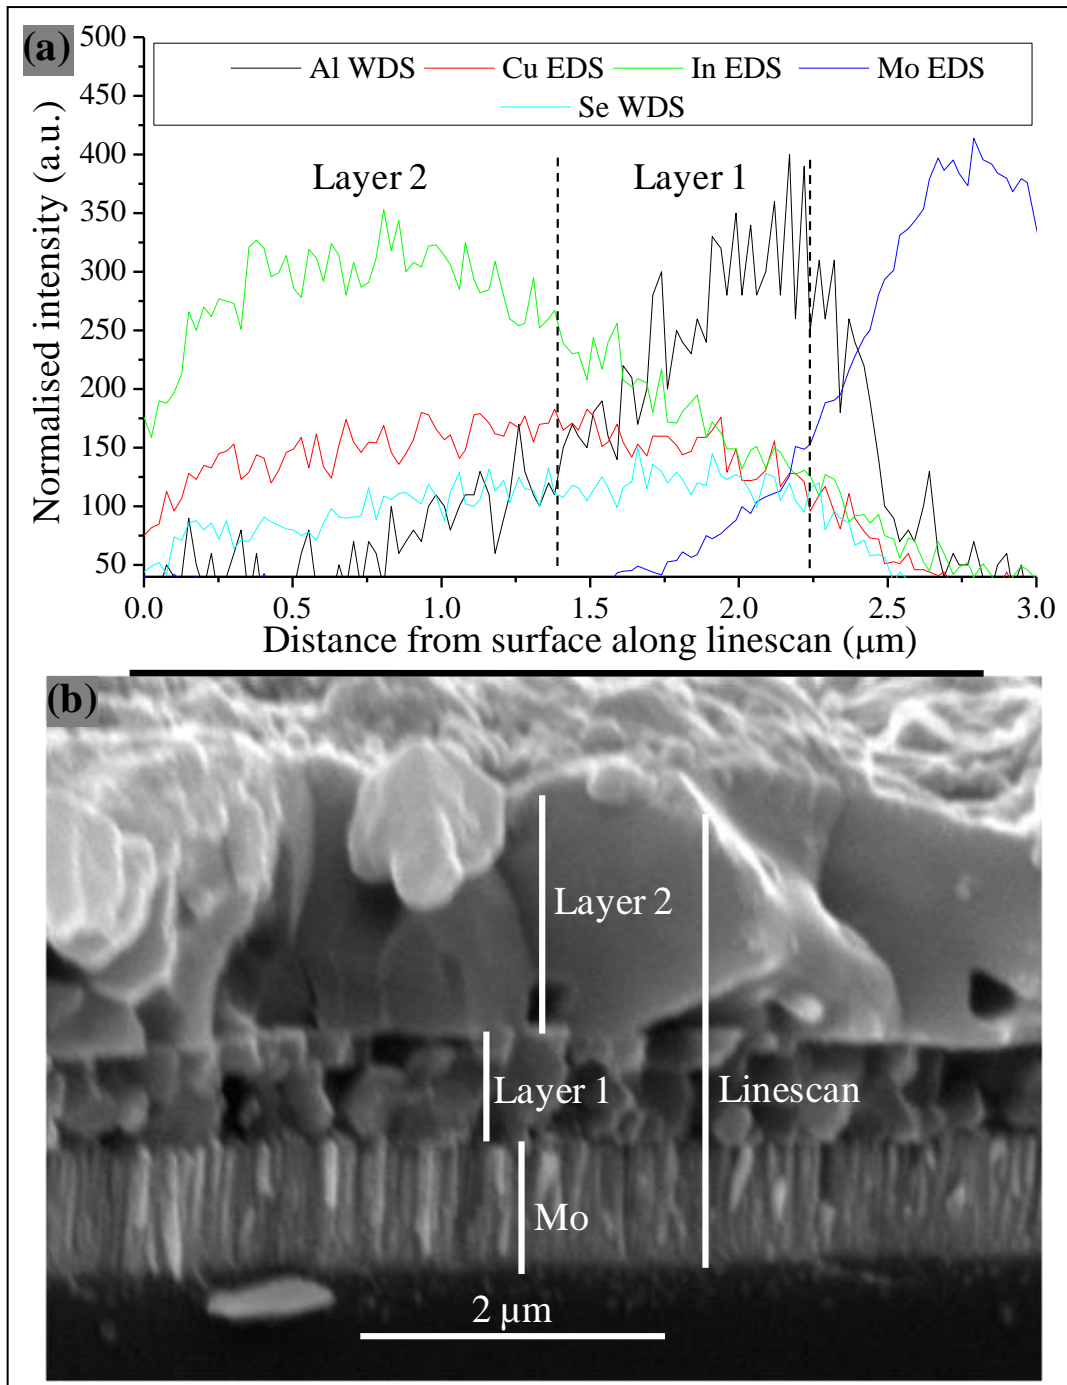 (a)
500
450
400
350
300
250
200
150
100
50
Normalised intensity (a.u.)
Al WDS Cu EDS In EDS Mo EDS
Se WDS
Layer 2 Layer 1
0.0 0.5 1.0 1.5 2.0 2.5 3.0
Distance from surface along linescan (μm)
(b)
Layer 2
Layer 1
Linescan
Mo
2 μm